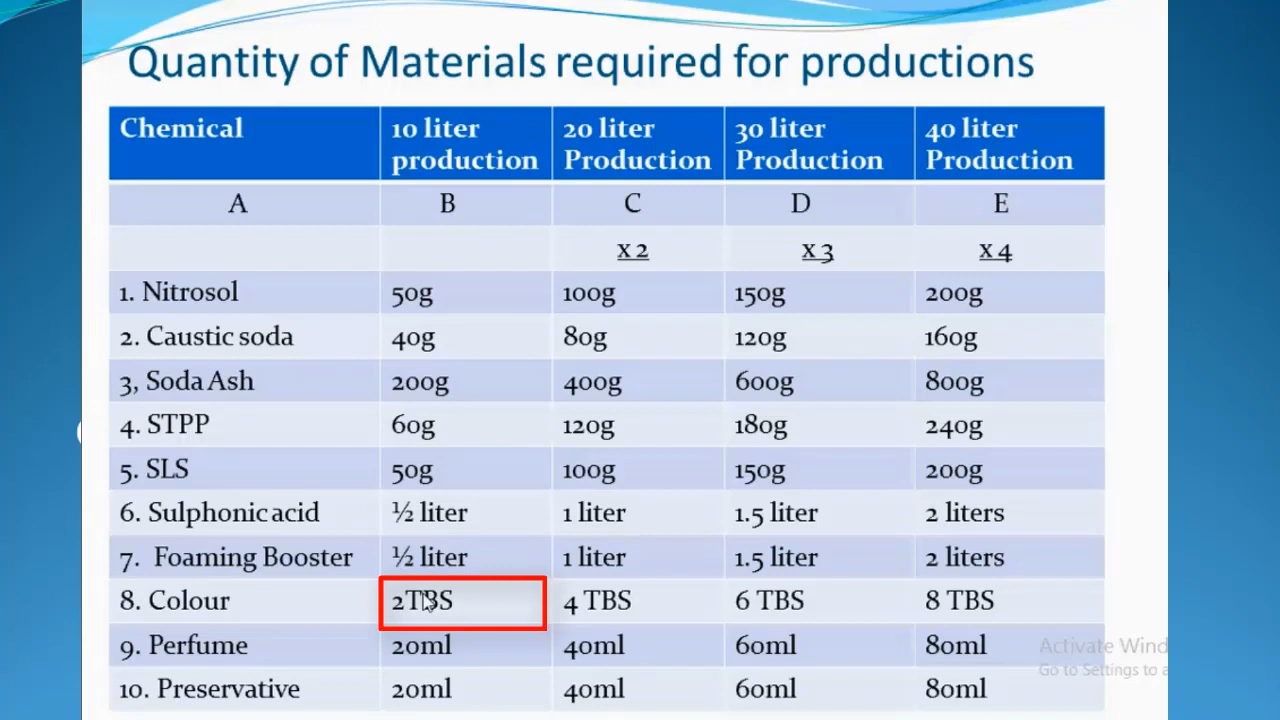 Quantity of Materials required for productions
Chemical 10 liter production 20 liter Production 30 liter Production 40 liter Production
A B C D E
x 2 x 3 x 4
1. Nitrosol 50g 100g 150g 200g
2. Caustic soda 40g 80g 120g 160g
3, Soda Ash 200g 400g 600g 800g
4. STPP 60g 120g 180g 240g
5. SLS 50g 100g 150g 200g
6. Sulphonic acid ½ liter 1 liter 1.5 liter 2 liters
7. Foaming Booster ½ liter 1 liter 1.5 liter 2 liters
8. Colour 2TBS 4 TBS 6 TBS 8 TBS
9. Perfume 20ml 40ml 60ml 80ml
10. Preservative 20ml 40ml 60ml 80ml
Activate Wind
Go to Settings to a